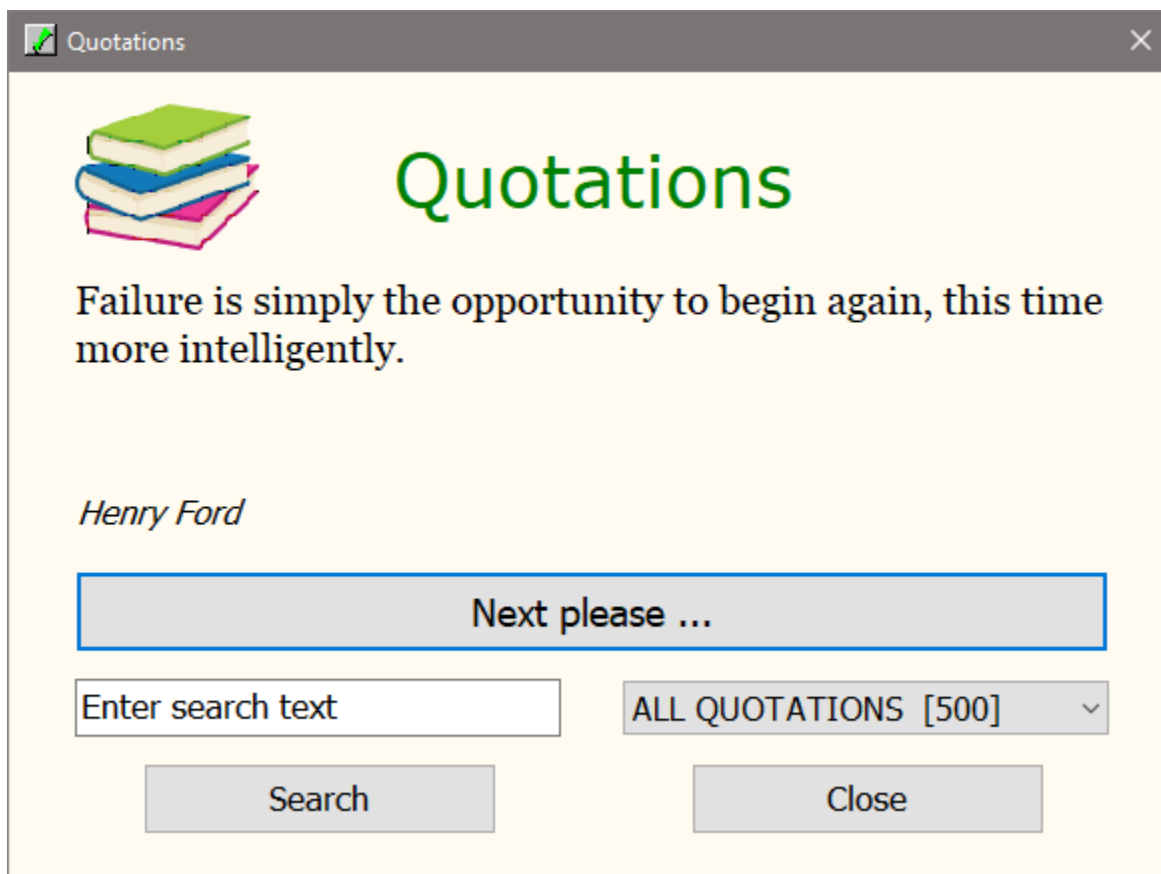 Quotations
Quotations
Failure is simply the opportunity to begin again, this time
more intelligently.
Henry Ford
Next please ...
Enter search text
ALL QUOTATIONS [500]
Search
Close